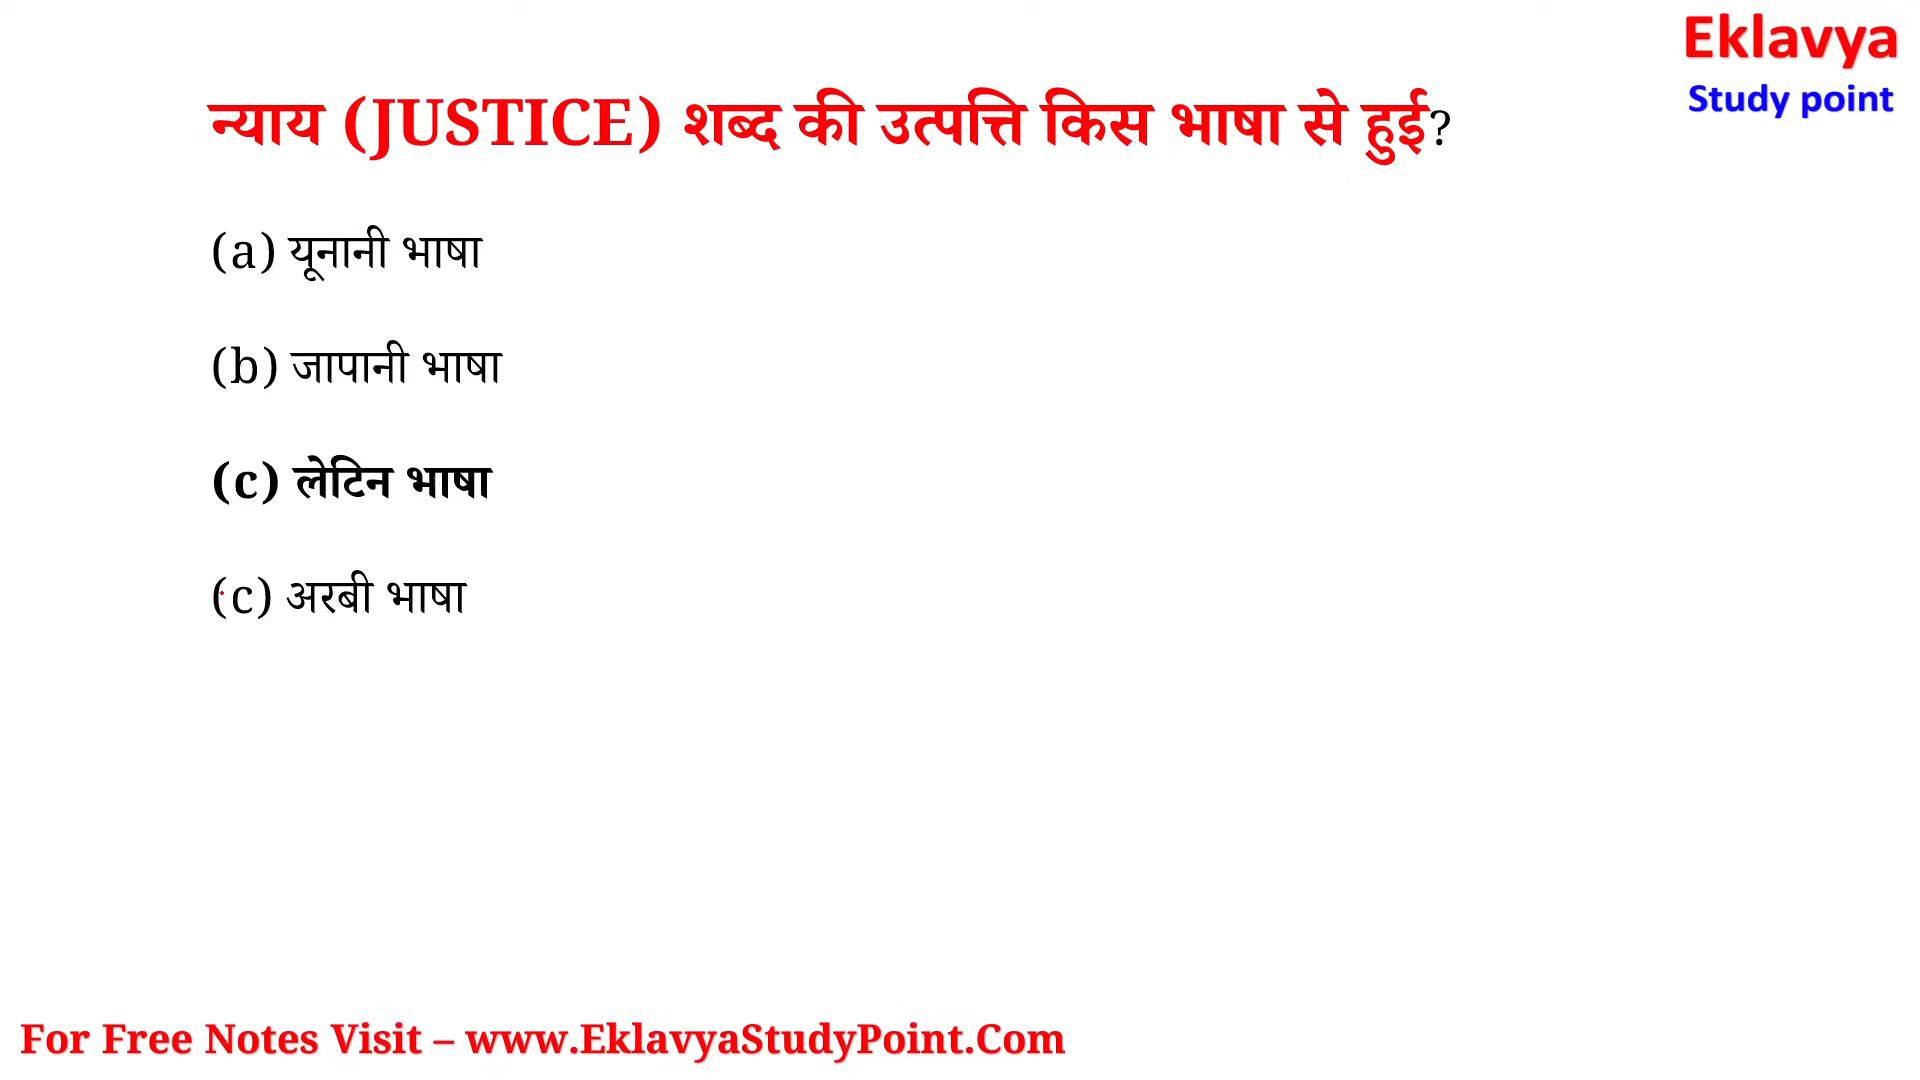 Eklavya
Study point
न्याय (JUSTICE) शब्द की उत्पत्ति किस भाषा से हुई?
(a) यूनानी भाषा
(b) जापानी भाषा
(c) लेटिन भाषा
(c) अरबी भाषा
For Free Notes Visit – www.EklavyaStudyPoint.Com